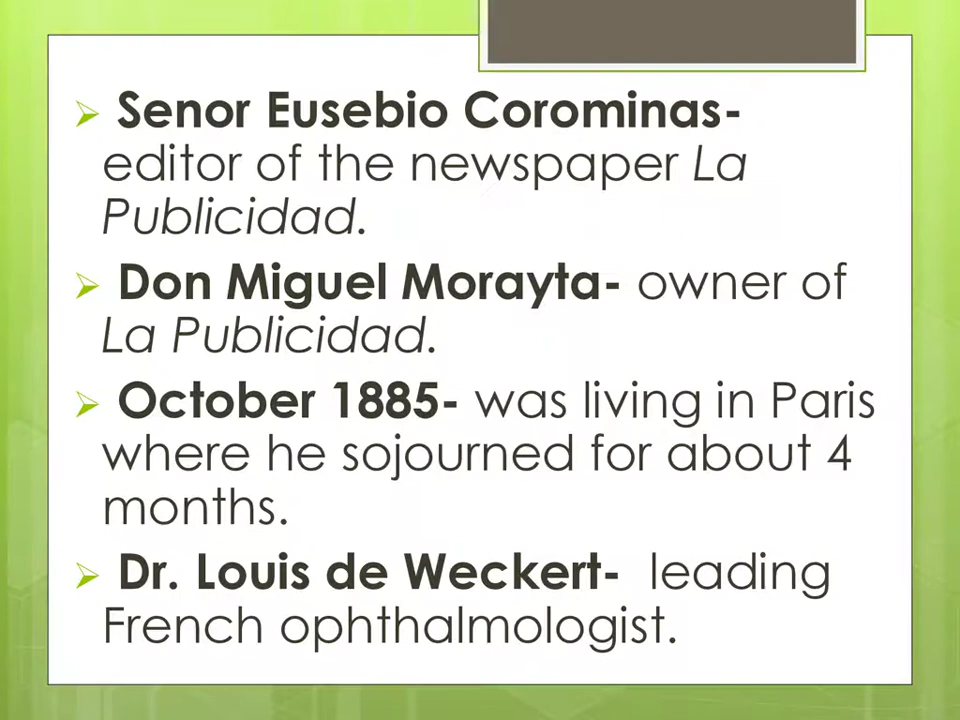 ➢ Senor Eusebio Corominas-
editor of the newspaper La
Publicidad.
➢ Don Miguel Morayta- owner of
La Publicidad.
➢ October 1885- was living in Paris
where he sojourned for about 4
months.
➢ Dr. Louis de Weckert- leading
French ophthalmologist.